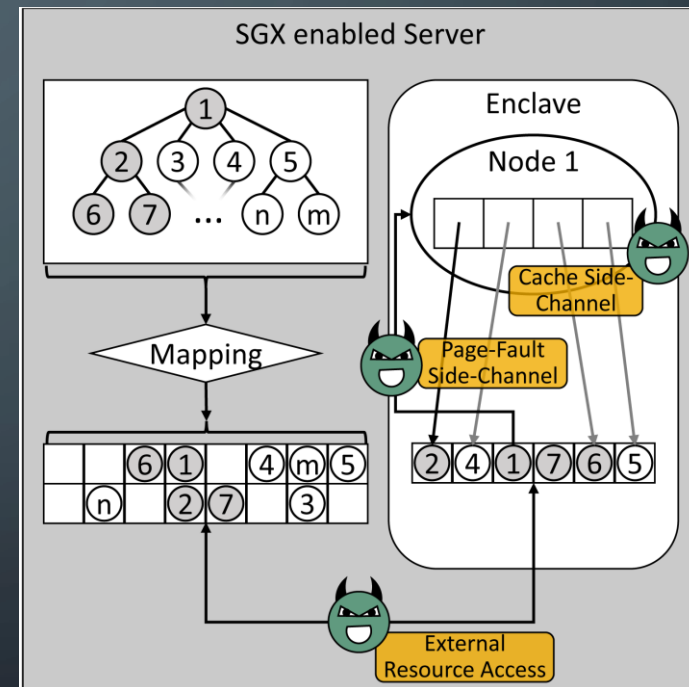 SGX enabled Server
1
2 3 4 5
6 7 ... n m
Mapping
6 1 4 m 5
n 2 7 3
Enclave
Node 1
Cache Side-
Channel
Page-Fault
Side-Channel
2 4 1 7 6 5
External
Resource Access